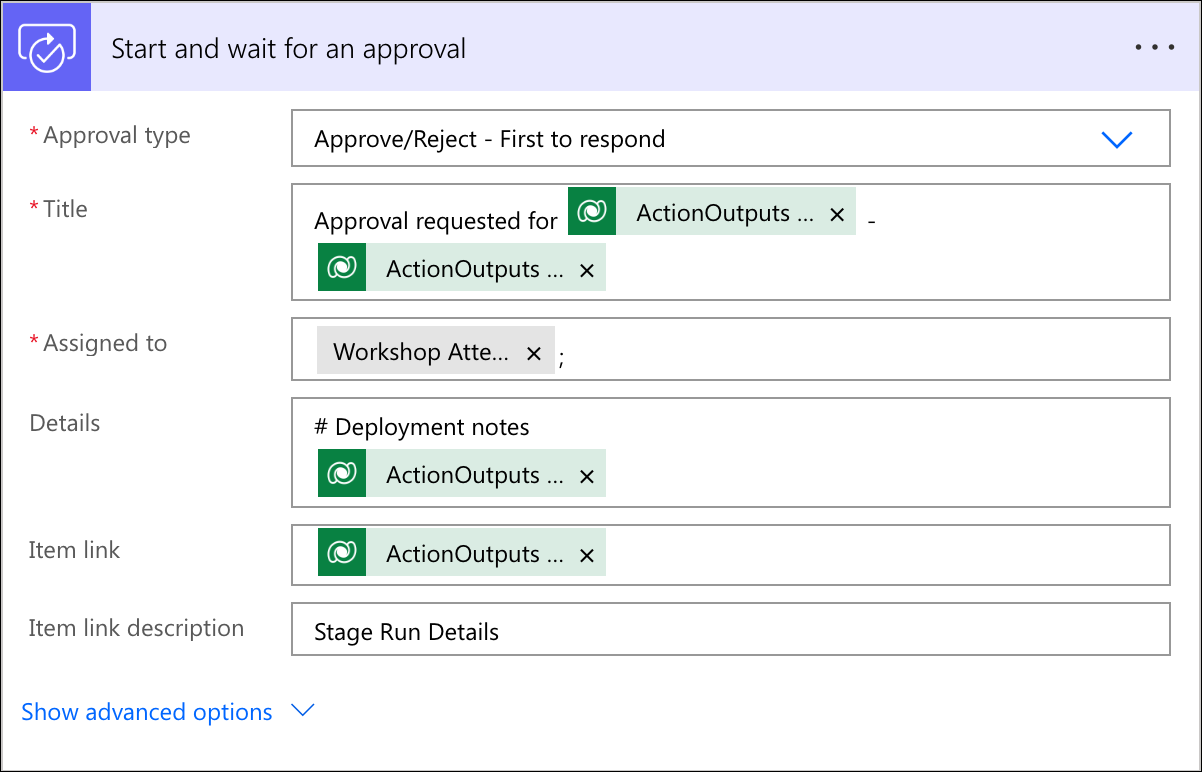 Start and wait for an approval
* Approval type
Approve/Reject - First to respond
* Title
Approval requested for ActionOutputs ... × -
ActionOutputs ... ×
* Assigned to
Workshop Atte... × ;
Details
# Deployment notes
ActionOutputs ... ×
Item link
ActionOutputs ... ×
Item link description
Stage Run Details
Show advanced options